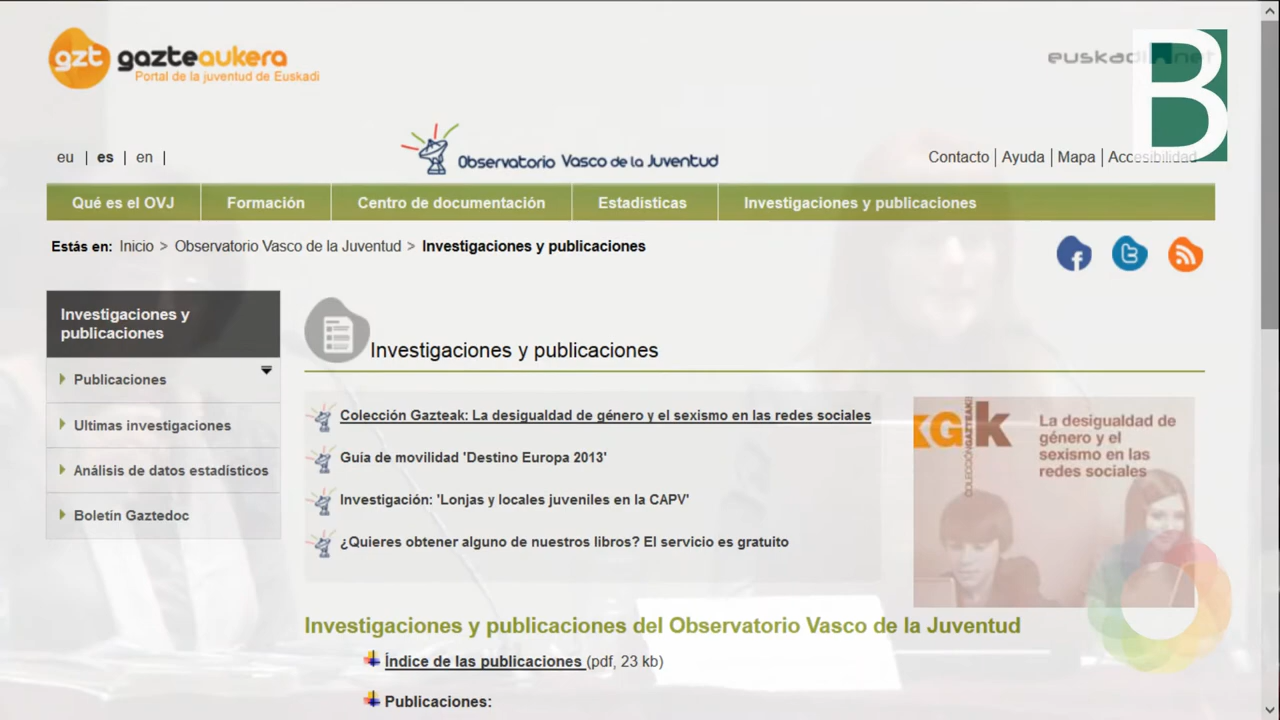 gzt gazteaukera
Portal de la juventud de Euskadi
euskadi net
B
eu | es | en |
Observatorio Vasco de la Juventud
Contacto | Ayuda | Mapa | Accesibilidad
Qué es el OVJ
Formación
Centro de documentación
Estadísticas
Investigaciones y publicaciones
Estás en: Inicio > Observatorio Vasco de la Juventud > Investigaciones y publicaciones
Investigaciones y
publicaciones
Publicaciones
Ultimas investigaciones
Análisis de datos estadísticos
Boletín Gaztedoc
Investigaciones y publicaciones
Colección Gazteak: La desigualdad de género y el sexismo en las redes sociales
Guía de movilidad 'Destino Europa 2013'
Investigación: 'Lonjas y locales juveniles en la CAPV'
¿Quieres obtener alguno de nuestros libros? El servicio es gratuito
KGk
COLECCIÓN GAZTEAK
La desigualdad de
género y el
sexismo en las
redes sociales
Investigaciones y publicaciones del Observatorio Vasco de la Juventud
Índice de las publicaciones (pdf, 23 kb)
Publicaciones: